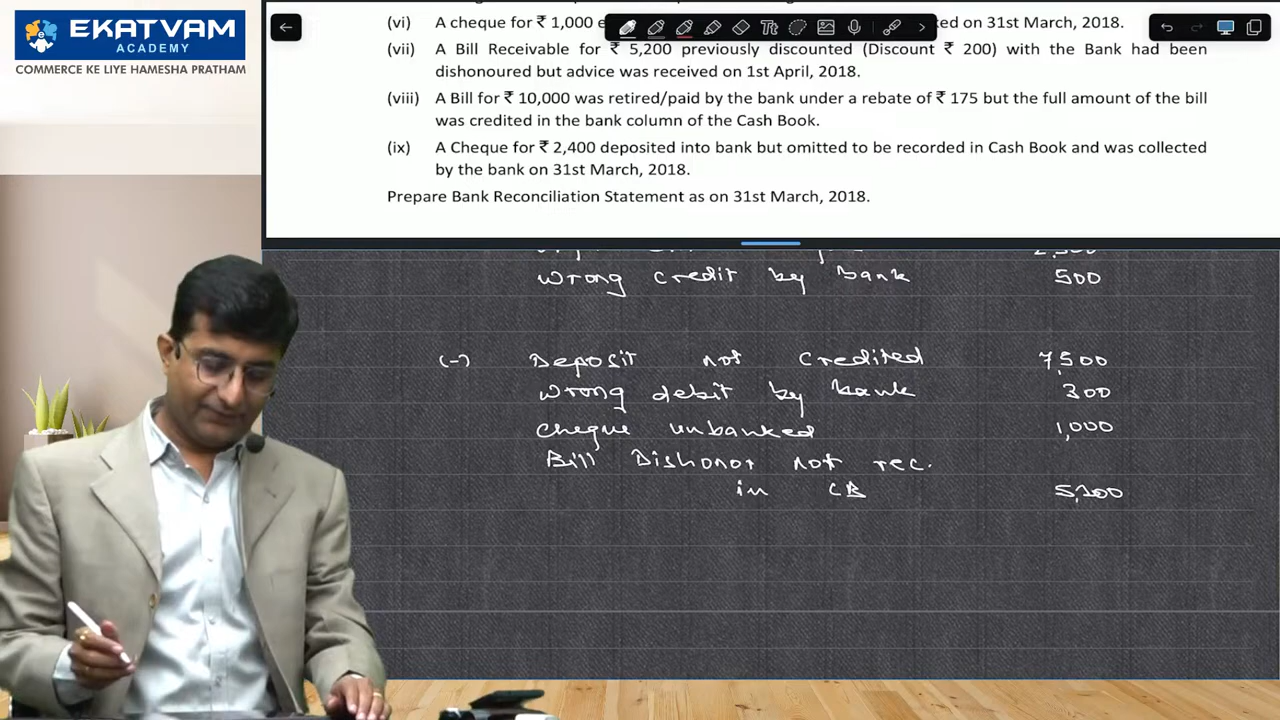 EKATVAM
ACADEMY
COMMERCE KE LIYE HAMESHA PRATHAM
(vi) A cheque for ₹ 1,000 ed on 31st March, 2018.
(vii) A Bill Receivable for ₹ 5,200 previously discounted (Discount ₹ 200) with the Bank had been
dishonoured but advice was received on 1st April, 2018.
(viii) A Bill for ₹ 10,000 was retired/paid by the bank under a rebate of ₹ 175 but the full amount of the bill
was credited in the bank column of the Cash Book.
(ix) A Cheque for ₹ 2,400 deposited into bank but omitted to be recorded in Cash Book and was collected
by the bank on 31st March, 2018.
Prepare Bank Reconciliation Statement as on 31st March, 2018.
Wrong credit by Bank 500
(-) Deposit not credited 7,500
Wrong debit by bank 300
cheque unbanked 1,000
Bill Dishonor not rec.
in CB 5,200